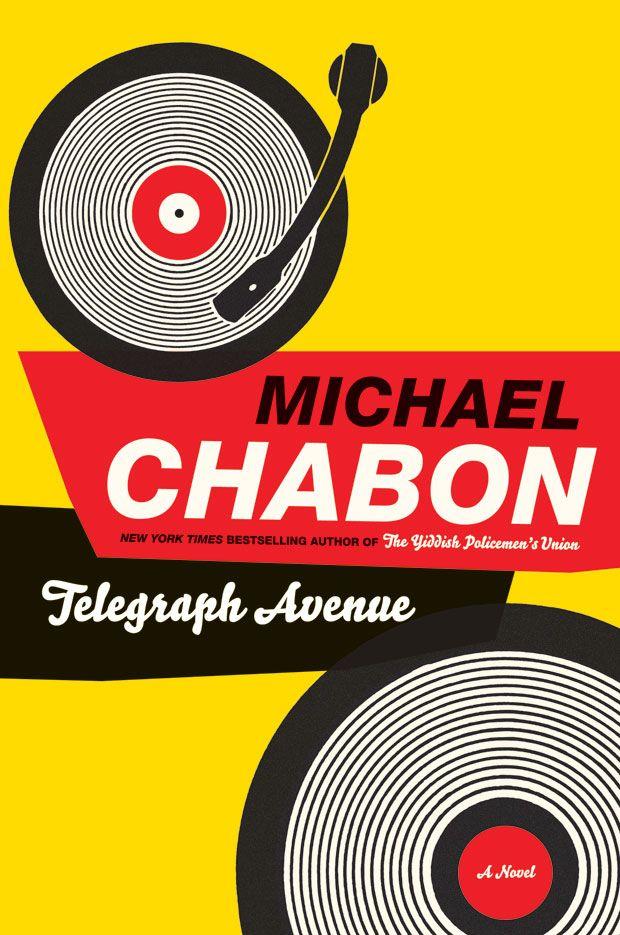 MICHAEL
CHABON
NEW YORK TIMES BESTSELLING AUTHOR OF The Yiddish Policemen's Union
Telegraph Avenue
A Novel